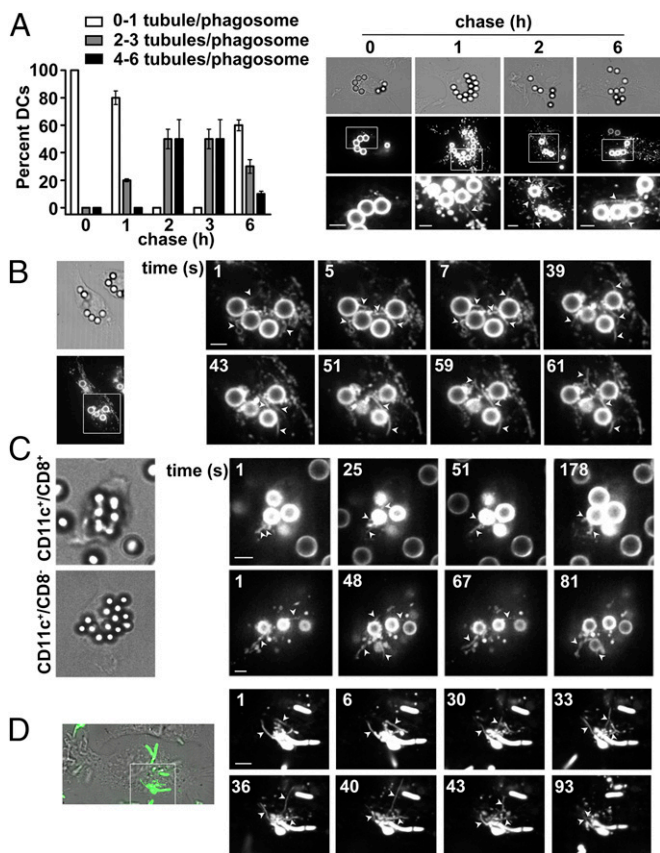 A
0-1 tubule/phagosome
2-3 tubules/phagosome
4-6 tubules/phagosome
Percent DCs
100
80
60
40
20
0
0 1 2 3 6
chase (h)
chase (h)
0 1 2 6
B
time (s)
1 5 7 39
43 51 59 61
C
CD11c+/CD8+
time (s)
1 25 51 178
CD11c+/CD8-
1 48 67 81
D
1 6 30 33
36 40 43 93